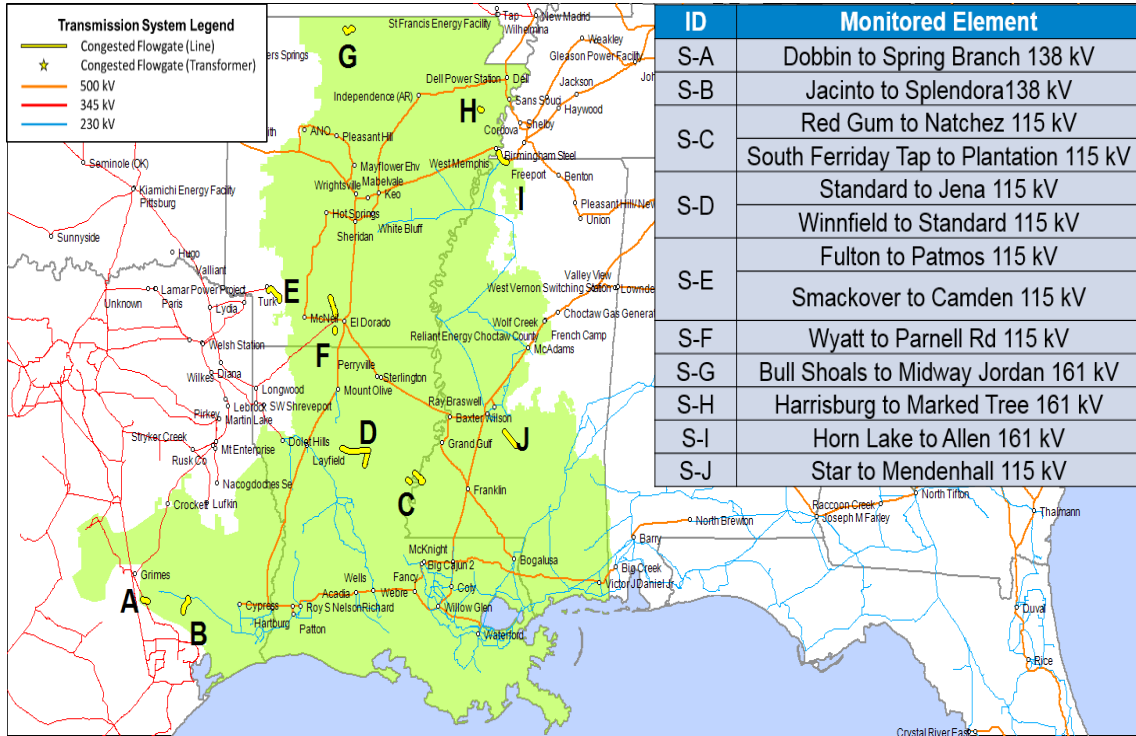 Transmission System Legend
Congested Flowgate (Line)
Congested Flowgate (Transformer)
500 kV
345 kV
230 kV
ID Monitored Element
S-A Dobbin to Spring Branch 138 kV
S-B Jacinto to Splendora138 kV
S-C Red Gum to Natchez 115 kV
South Ferriday Tap to Plantation 115 kV
S-D Standard to Jena 115 kV
Winnfield to Standard 115 kV
S-E Fulton to Patmos 115 kV
Smackover to Camden 115 kV
S-F Wyatt to Parnell Rd 115 kV
S-G Bull Shoals to Midway Jordan 161 kV
S-H Harrisburg to Marked Tree 161 kV
S-I Horn Lake to Allen 161 kV
S-J Star to Mendenhall 115 kV
St Francis Energy Facility
Tap
New Madrid
Wilhelmina
G
ers Springs
Weakley
Gleason Power Facility
Dell Power Station
Dell
Jackson
Joh
Independence (AR)
Sans Souci
Haywood
H
Cordova
Shelby
ith
ANO
Pleasant Hill
West Memphis
Birmingham Steel
Freeport
Benton
Seminole (OK)
Mayflower Ehv
Mabelvale
Wrightsville
Keo
Kiamichi Energy Facility
Pittsburg
I
Pleasant Hill/New
Union
Hot Springs
White Bluff
Sheridan
Sunnyside
Hugo
Valliant
Valley View
West Vernon Switching Station
Lownde
Lamar Power Project
Unknown
Paris
Lydia
Turk
E
McNeil
El Dorado
Wolf Creek
Choctaw Gas Generat
Reliant Energy Choctaw County
French Camp
McAdams
Welsh Station
F
Perryville
Sterlington
Diana
Wilkes
Longwood
Mount Olive
Lebrock
SW Shreveport
Pirkey
Martin Lake
Ray Braswell
Baxter Wilson
Stryker Creek
Mt Enterprise
Rusk Co
Dolet Hills
Layfield
D
Grand Gulf
J
Nacogdoches Se
C
Crockett
Lufkin
Franklin
North Tifton
Raccoon Creek
Joseph M Farley
Thalmann
North Brewton
Barry
McKnight
Big Cajun 2
Bogalusa
Big Creek
Victor J Daniel Jr
Grimes
A
B
Wells
Fancy
Acadia
Webre
Coly
Cypress
Roy S Nelson
Richard
Willow Glen
Hartburg
Patton
Waterford
Duval
Rice
Crystal River East